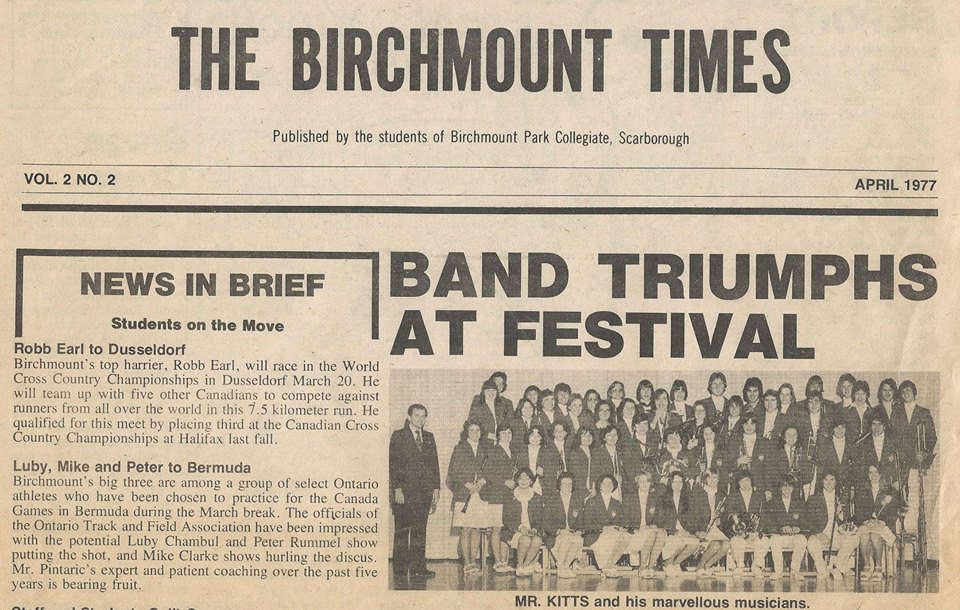 THE BIRCHMOUNT TIMES
Published by the students of Birchmount Park Collegiate, Scarborough
VOL. 2 NO. 2
APRIL 1977
NEWS IN BRIEF
Students on the Move
Robb Earl to Dusseldorf
Birchmount's top harrier, Robb Earl, will race in the World
Cross Country Championships in Dusseldorf March 20. He
will team up with five other Canadians to compete against
runners from all over the world in this 7.5 kilometer run. He
qualified for this meet by placing third at the Canadian Cross
Country Championships at Halifax last fall.
Luby, Mike and Peter to Bermuda
Birchmount's big three are among a group of select Ontario
athletes who have been chosen to practice for the Canada
Games in Bermuda during the March break. The officials of
the Ontario Track and Field Association have been impressed
with the potential Luby Chambul and Peter Rummel show
putting the shot, and Mike Clarke shows hurling the discus.
Mr. Pintaric's expert and patient coaching over the past five
years is bearing fruit.
BAND TRIUMPHS
AT FESTIVAL
MR. KITTS and his marvellous musicians.